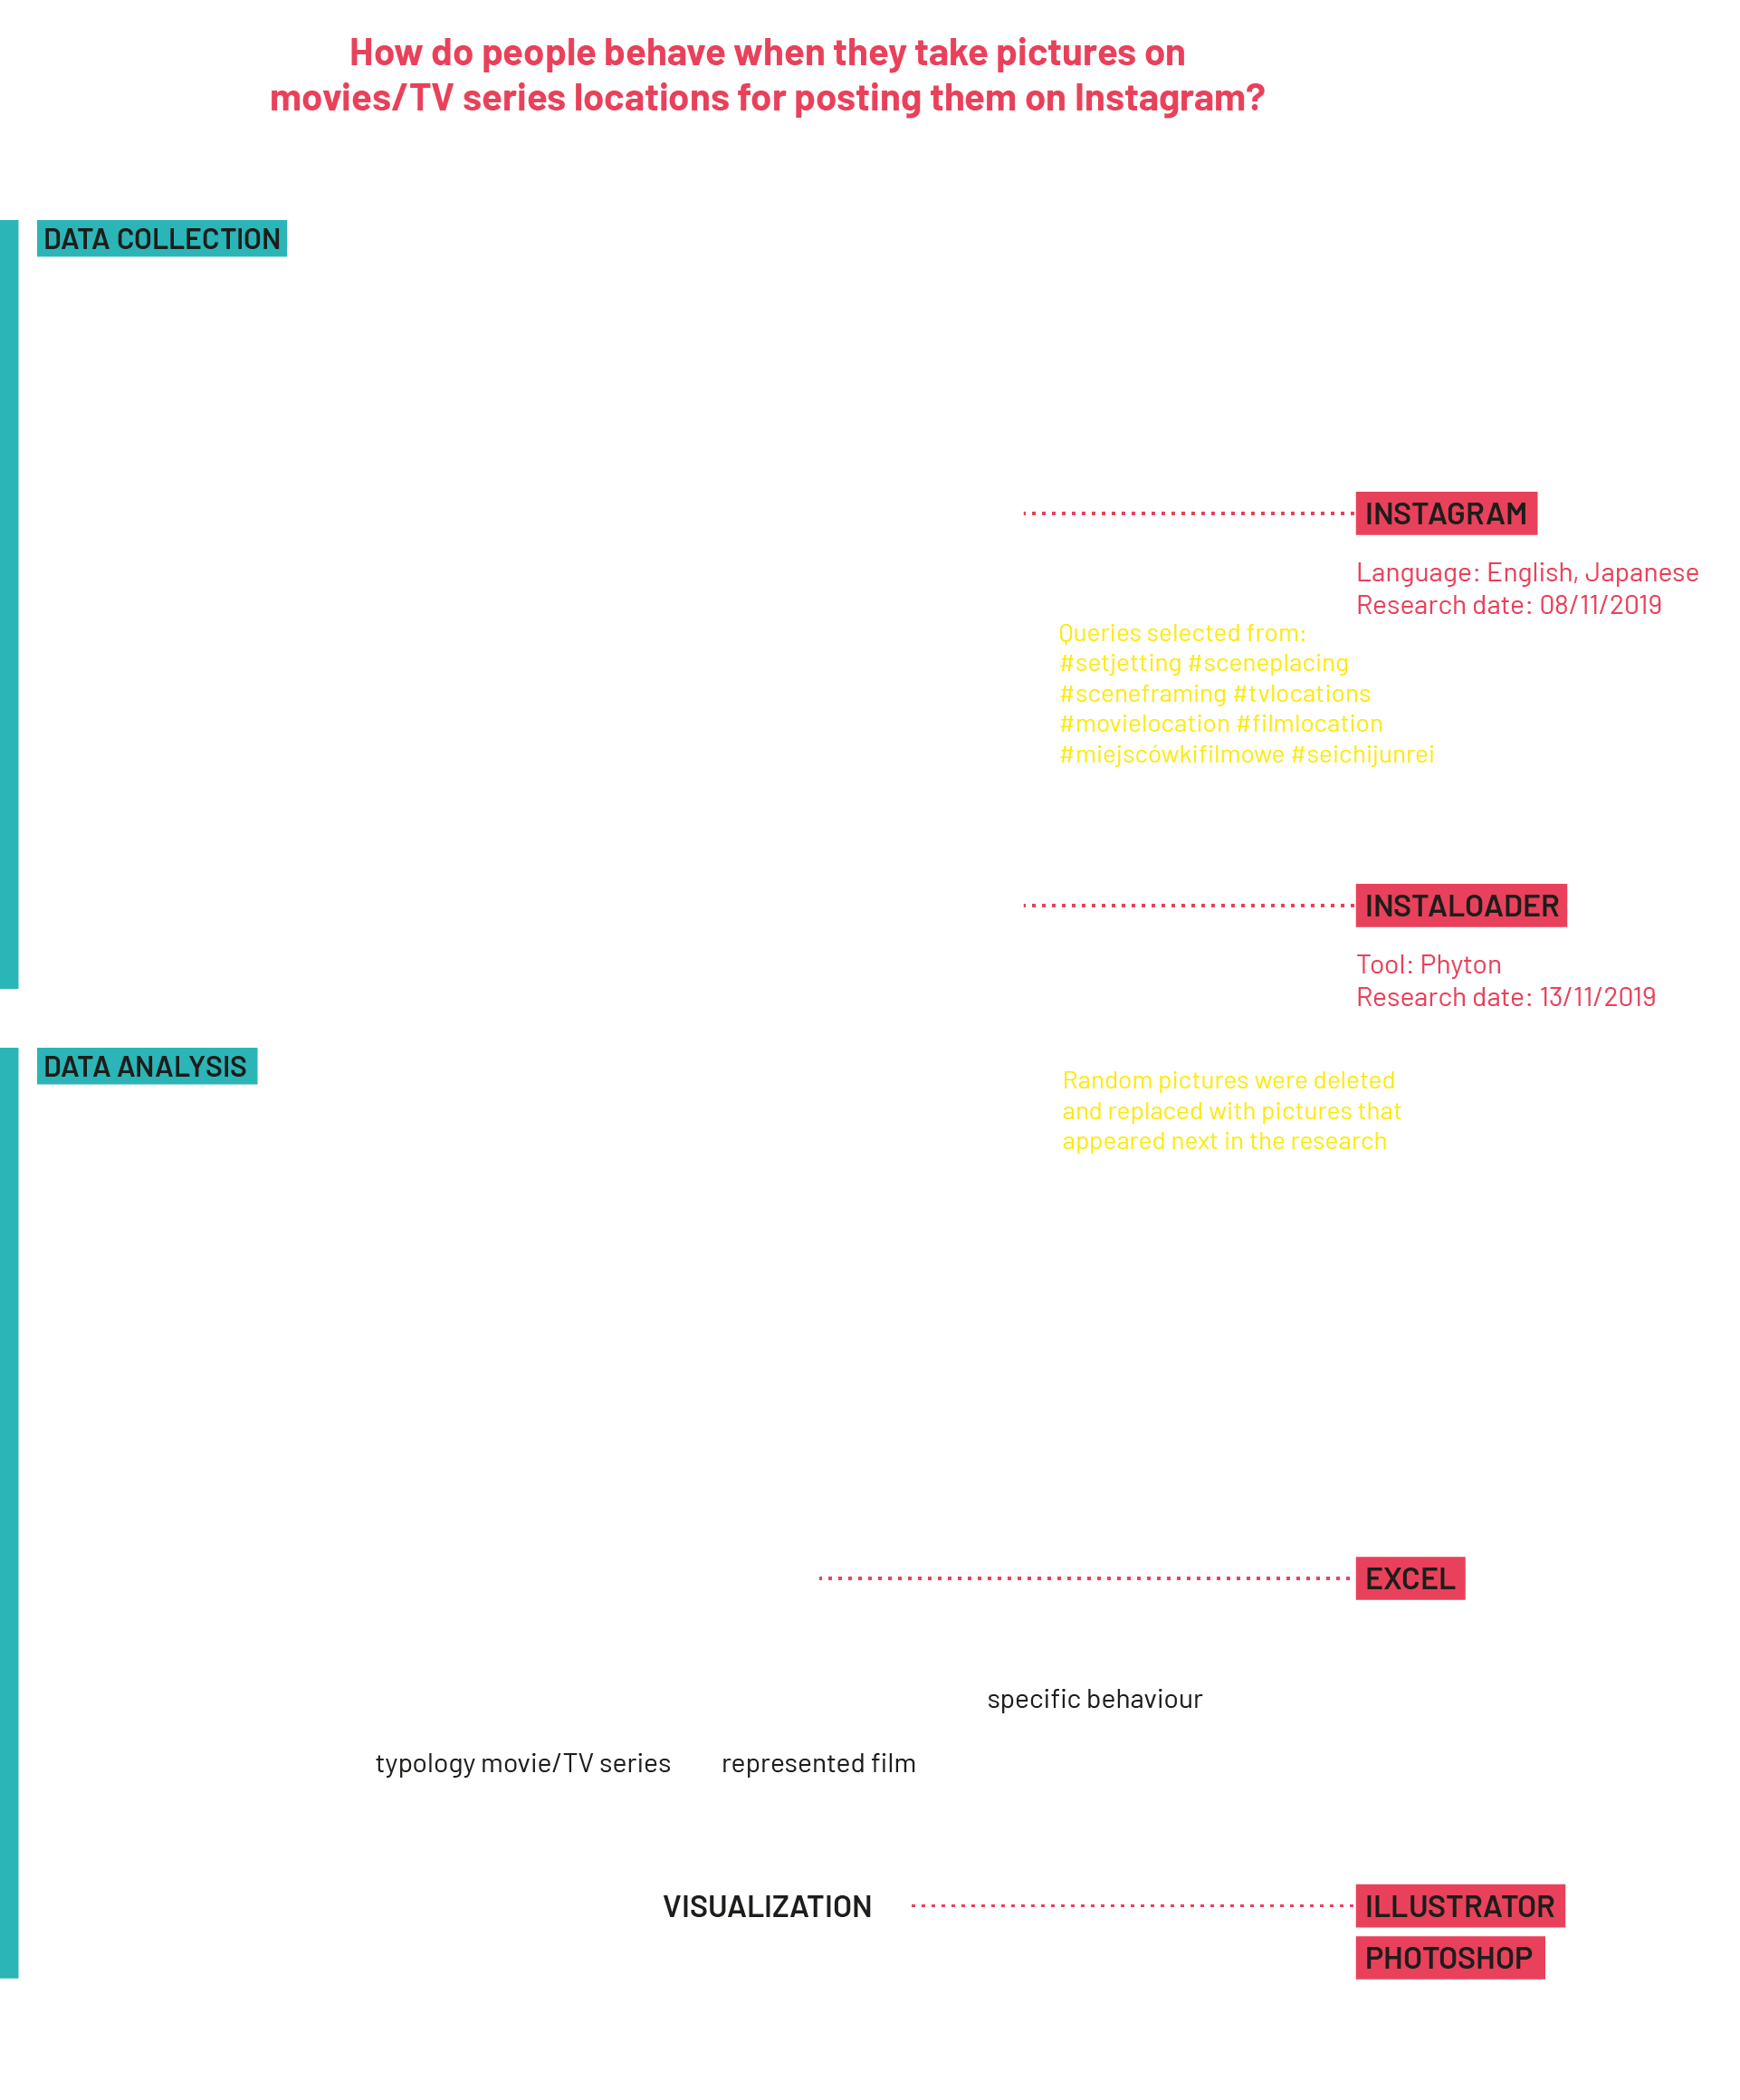 How do people behave when they take pictures on
movies/TV series locations for posting them on Instagram?
DATA COLLECTION
INSTAGRAM
Language: English, Japanese
Research date: 08/11/2019
Queries selected from:
#setjetting #sceneplacing
#sceneframing #tvlocations
#movielocation #filmlocation
#miejscówkifilmowe #seichijunrei
INSTALOADER
Tool: Phyton
Research date: 13/11/2019
DATA ANALYSIS
Random pictures were deleted
and replaced with pictures that
appeared next in the research
EXCEL
specific behaviour
typology movie/TV series
represented film
VISUALIZATION
ILLUSTRATOR
PHOTOSHOP